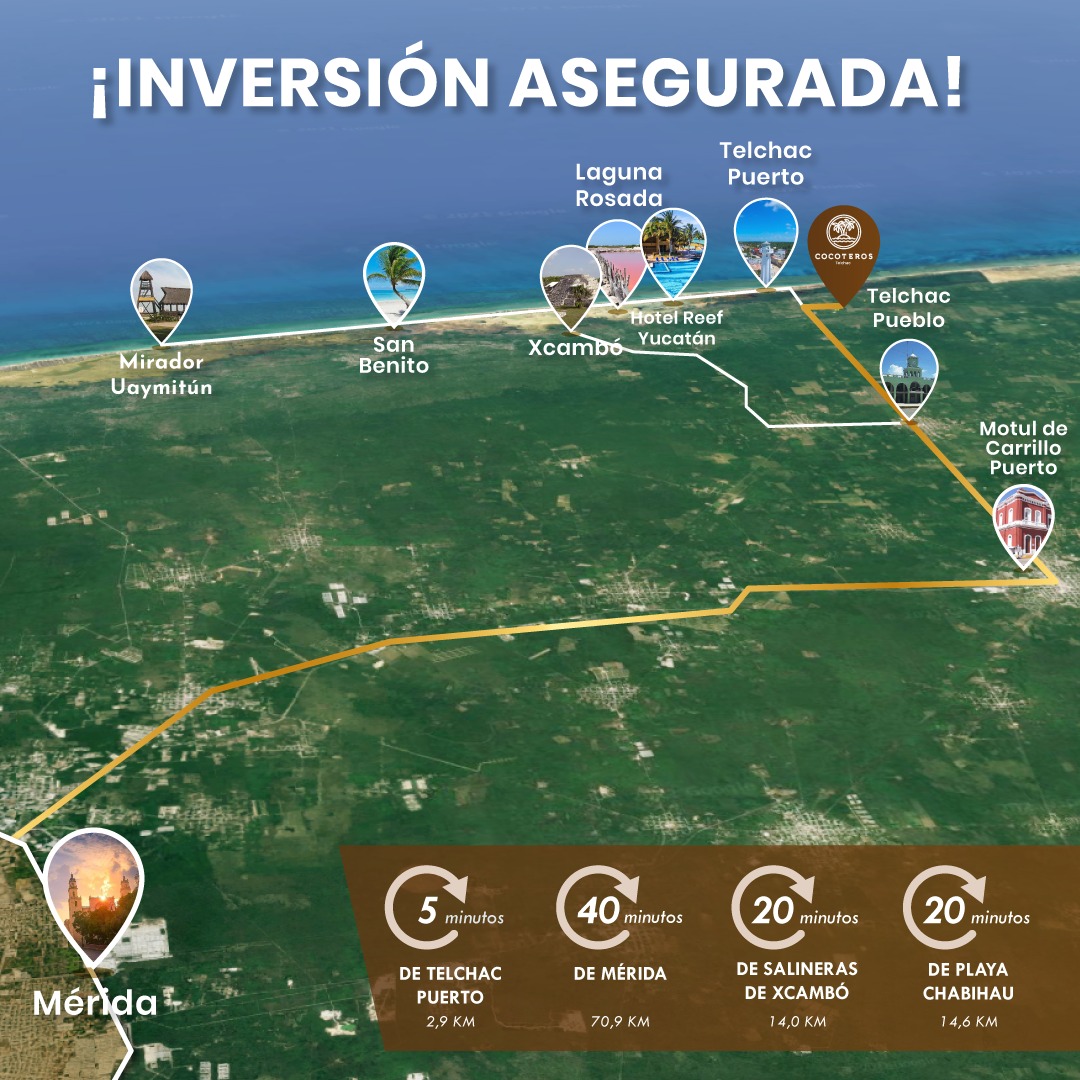 ¡INVERSIÓN ASEGURADA!
Telchac
Puerto
Laguna
Rosada
COCOTEROS
Telchac
Pueblo
Hotel Reef
Yucatán
Xcambó
San
Benito
Mirador
Uaymitún
Motul de
Carrillo
Puerto
Mérida
5 minutos
DE TELCHAC
PUERTO
2,9 KM
40 minutos
DE MÉRIDA
70,9 KM
20 minutos
DE SALINERAS
DE XCAMBÓ
14,0 KM
20 minutos
DE PLAYA
CHABIHAU
14,6 KM